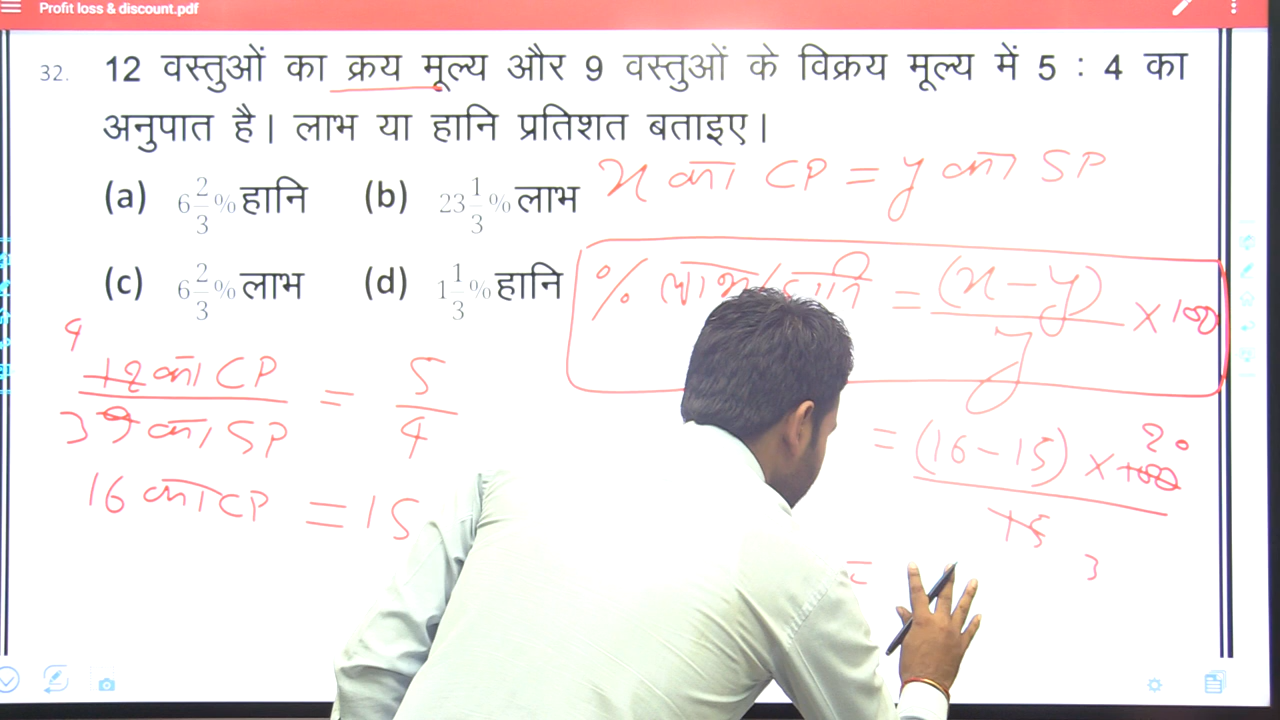 Profit loss & discount.pdf
32. 12 वस्तुओं का क्रय मूल्य और 9 वस्तुओं के विक्रय मूल्य में 5 : 4 का
अनुपात है। लाभ या हानि प्रतिशत बताइए।
(a) 6 2/3 % हानि (b) 23 1/3 % लाभ
(c) 6 2/3 % लाभ (d) 1 1/3 % हानि
x का CP = y का SP
% लाभ/हानि = (x - y)/y × 100
4
12 का CP / 3 9 का SP = 5/4
16 का CP = 15
= (16 - 15) × 100 / 15
20
3
=